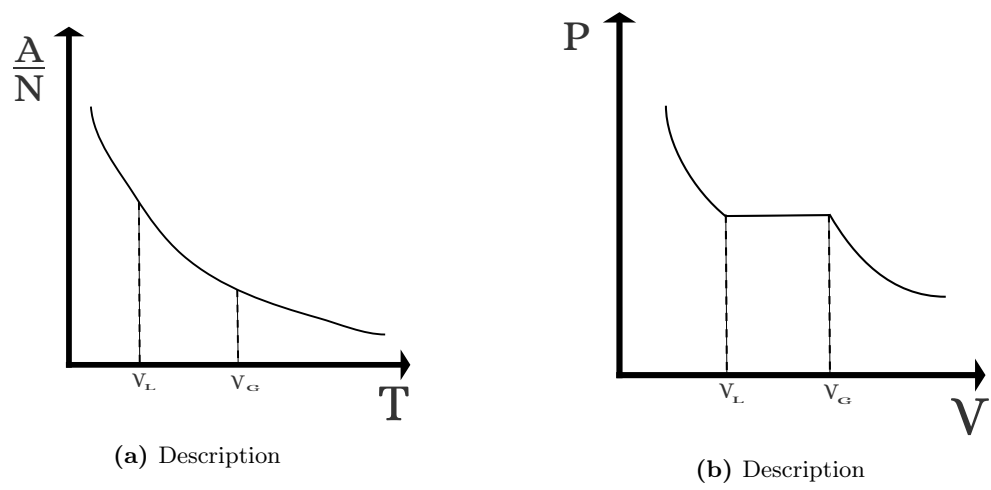 A
N
T
V_L
V_G
(a) Description
P
V
V_L
V_G
(b) Description